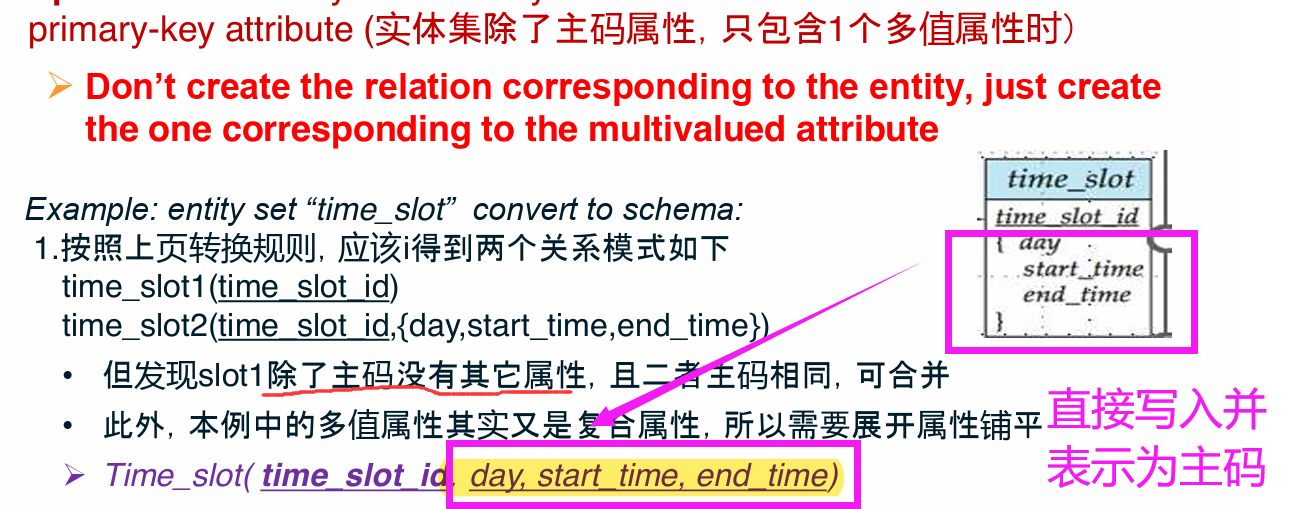 primary-key attribute (实体集除了主码属性, 只包含1个多值属性时)
➢ Don't create the relation corresponding to the entity, just create
the one corresponding to the multivalued attribute
Example: entity set “time_slot” convert to schema:
1.按照上页转换规则, 应该i得到两个关系模式如下
time_slot1(time_slot_id)
time_slot2(time_slot_id,{day,start_time,end_time})
• 但发现slot1除了主码没有其它属性, 且二者主码相同, 可合并
• 此外, 本例中的多值属性其实又是复合属性, 所以需要展开属性铺平
➢ Time_slot( time_slot_id, day, start_time, end_time)
time_slot
time_slot_id
{ day
start_time
end_time
}
直接写入并
表示为主码